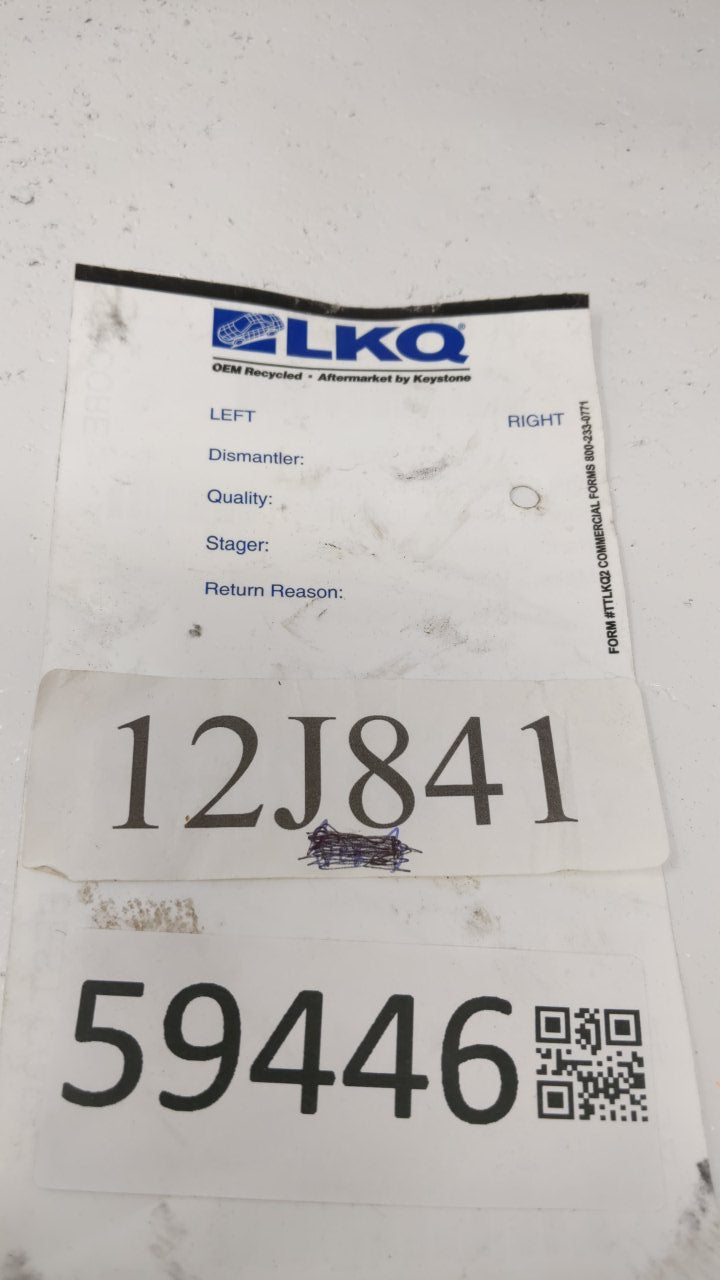 LKQ®
OEM Recycled • Aftermarket by Keystone
LEFT RIGHT
Dismantler:
Quality:
Stager:
Return Reason:
FORM #TTLKQ2 COMMERCIAL FORMS 800-233-0771
12J841
59446